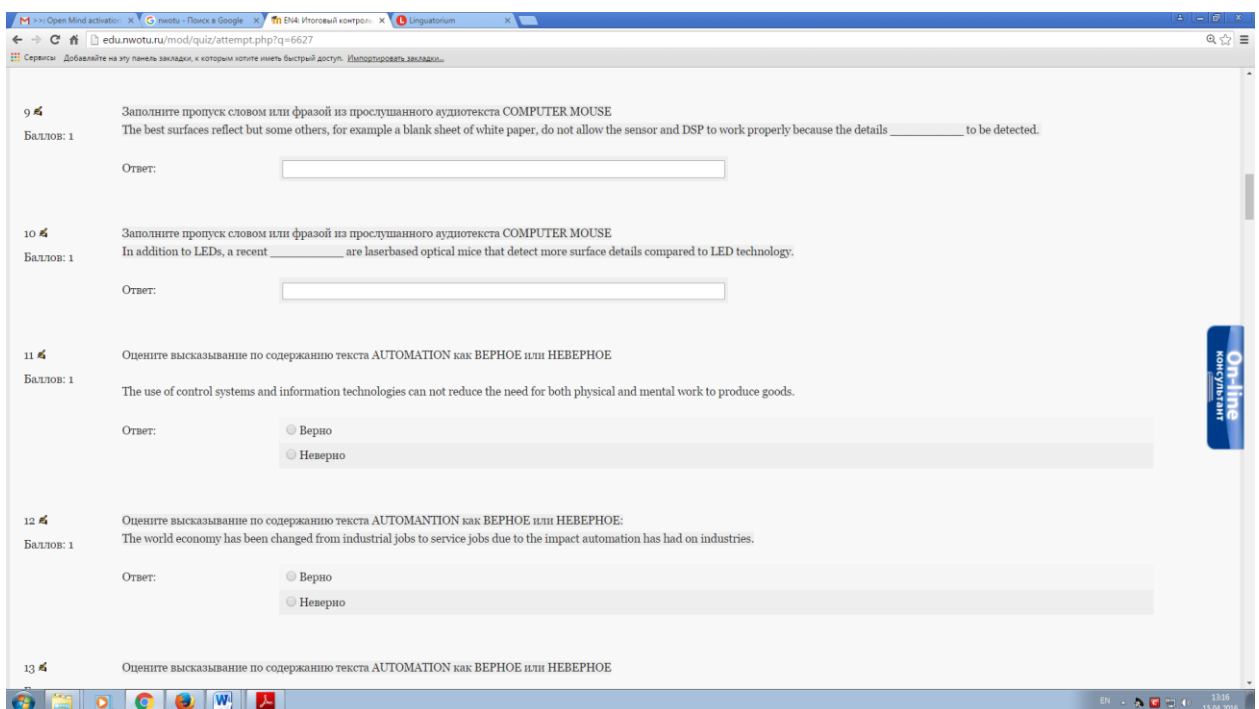 >>: Open Mind activation
nwotu - Поиск в Google
EN4: Итоговый контроль
Linguatorium
edu.nwotu.ru/mod/quiz/attempt.php?q=6627
Сервисы Добавляйте на эту панель закладки, к которым хотите иметь быстрый доступ. Импортировать закладки...
9 Заполните пропуск словом или фразой из прослушанного аудиотекста COMPUTER MOUSE
Баллов: 1 The best surfaces reflect but some others, for example a blank sheet of white paper, do not allow the sensor and DSP to work properly because the details ___________ to be detected.
Ответ:
10 Заполните пропуск словом или фразой из прослушанного аудиотекста COMPUTER MOUSE
Баллов: 1 In addition to LEDs, a recent ___________ are laserbased optical mice that detect more surface details compared to LED technology.
Ответ:
11 Оцените высказывание по содержанию текста AUTOMATION как ВЕРНОЕ или НЕВЕРНОЕ
Баллов: 1
The use of control systems and information technologies can not reduce the need for both physical and mental work to produce goods.
Ответ: Верно
Неверно
On-line
консультант
12 Оцените высказывание по содержанию текста AUTOMANTION как ВЕРНОЕ или НЕВЕРНОЕ:
Баллов: 1 The world economy has been changed from industrial jobs to service jobs due to the impact automation has had on industries.
Ответ: Верно
Неверно
13 Оцените высказывание по содержанию текста AUTOMATION как ВЕРНОЕ или НЕВЕРНОЕ
EN 13:16
15.04.2016